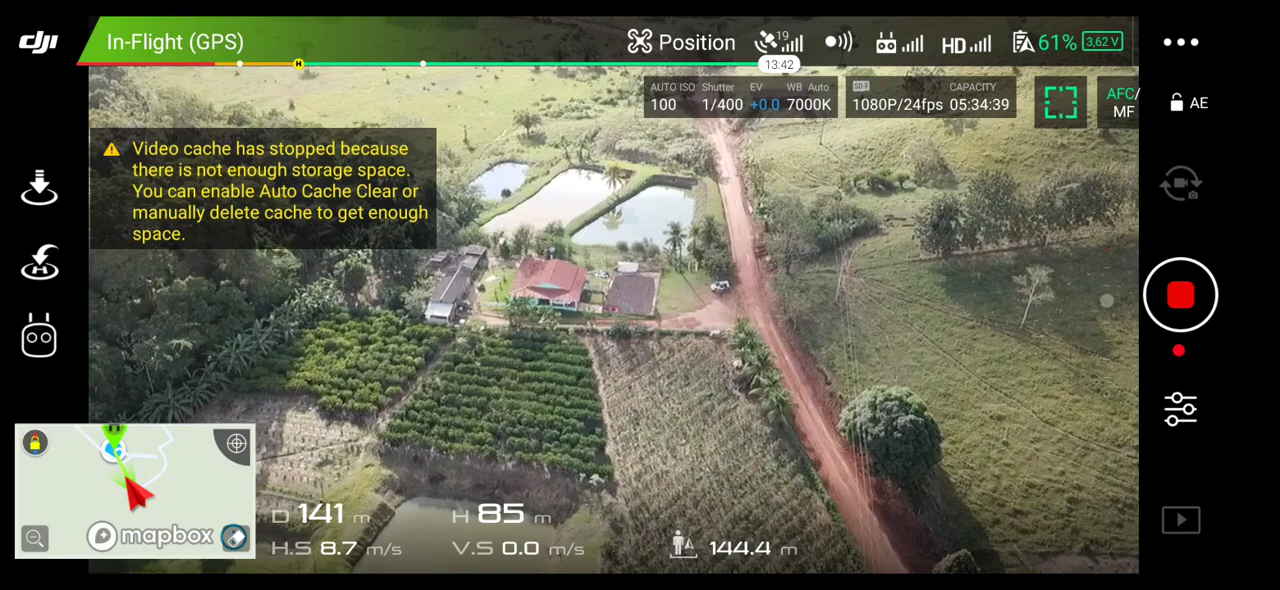 dji
In-Flight (GPS)
Position
19
HD
61%
3,62 V
13:42
AUTO ISO
100
Shutter
1/400
EV
+0.0
WB Auto
7000K
1080P/24fps
CAPACITY
05:34:39
AFC/
MF
AE
Video cache has stopped because
there is not enough storage space.
You can enable Auto Cache Clear or
manually delete cache to get enough
space.
H
H
mapbox
D 141 m
H 85 m
H.S 8.7 m/s
V.S 0.0 m/s
144.4 m